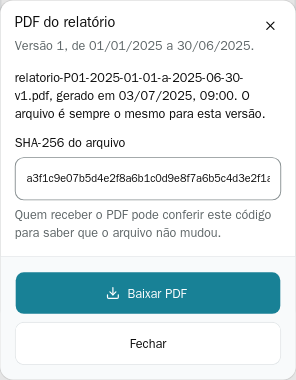 PDF do relatório
Versão 1, de 01/01/2025 a 30/06/2025.
relatorio-P01-2025-01-01-a-2025-06-30-
v1.pdf, gerado em 03/07/2025, 09:00. O
arquivo é sempre o mesmo para esta versão.
SHA-256 do arquivo
a3f1c9e07b5d4e2f8a6b1c0d9e8f7a6b5c4d3e2f1a
Quem receber o PDF pode conferir este código
para saber que o arquivo não mudou.
Baixar PDF
Fechar